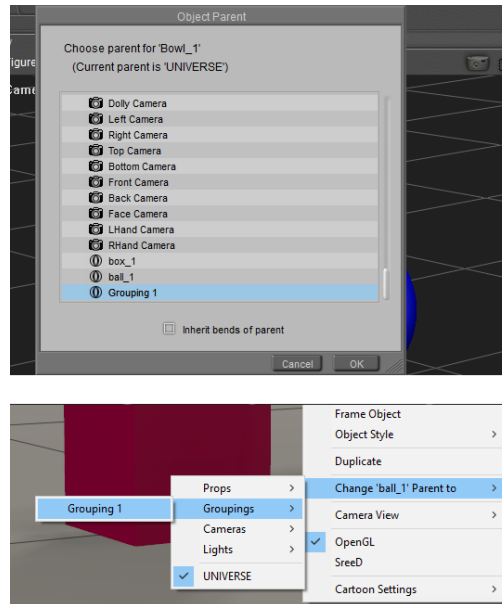 Object Parent
Choose parent for 'Bowl_1'
(Current parent is 'UNIVERSE')
Dolly Camera
Left Camera
Right Camera
Top Camera
Bottom Camera
Front Camera
Back Camera
Face Camera
LHand Camera
RHand Camera
box_1
ball_1
Grouping 1
Inherit bends of parent
Cancel OK
Frame Object
Object Style
Duplicate
Change 'ball_1' Parent to
Camera View
OpenGL
SreeD
Cartoon Settings
Props
Groupings
Cameras
Lights
UNIVERSE
Grouping 1